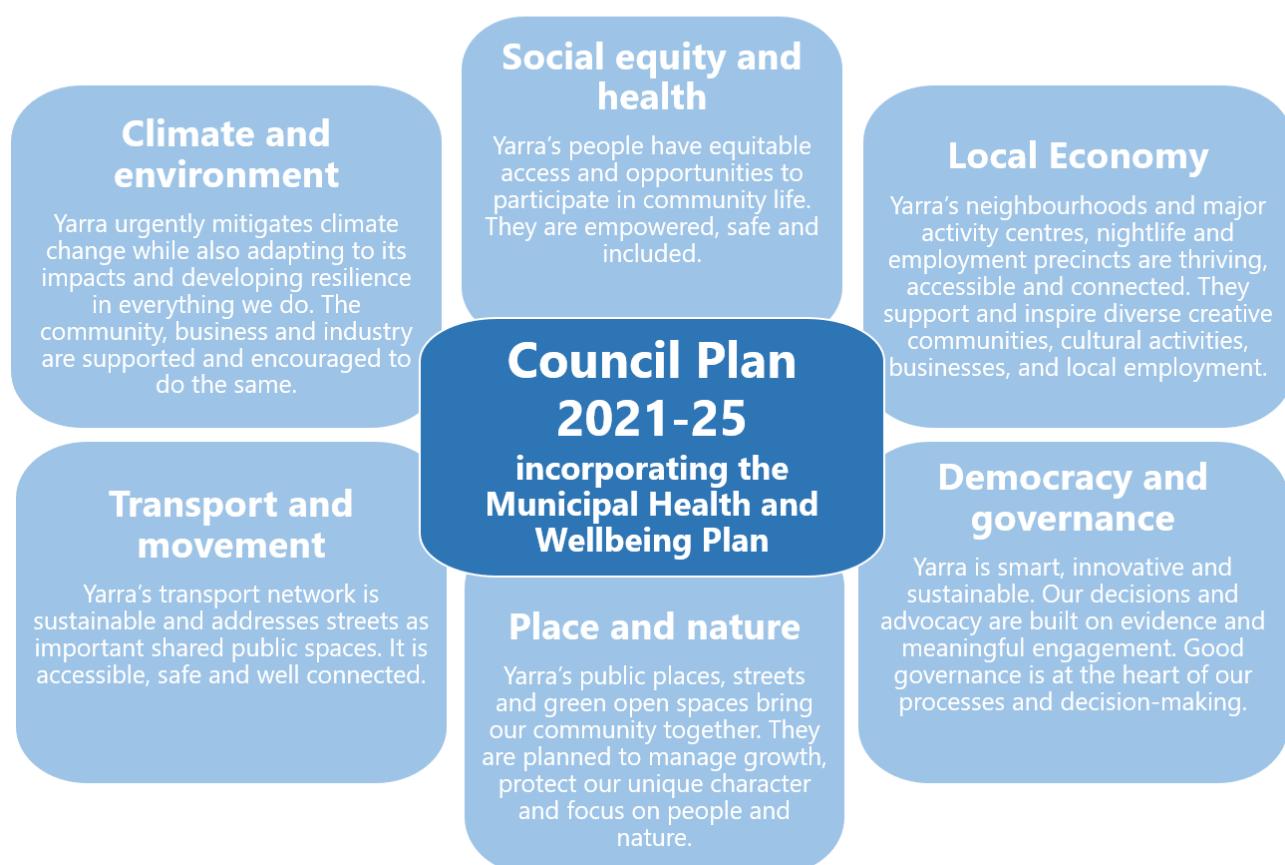 Social equity and
health
Yarra's people have equitable
access and opportunities to
participate in community life.
They are empowered, safe and
included.
Climate and
environment
Yarra urgently mitigates climate
change while also adapting to its
impacts and developing resilience
in everything we do. The
community, business and industry
are supported and encouraged to
do the same.
Local Economy
Yarra's neighbourhoods and major
activity centres, nightlife and
employment precincts are thriving,
accessible and connected. They
support and inspire diverse creative
communities, cultural activities,
businesses, and local employment.
Council Plan
2021-25
incorporating the
Municipal Health and
Wellbeing Plan
Transport and
movement
Yarra's transport network is
sustainable and addresses streets as
important shared public spaces. It is
accessible, safe and well connected.
Democracy and
governance
Yarra is smart, innovative and
sustainable. Our decisions and
advocacy are built on evidence and
meaningful engagement. Good
governance is at the heart of our
processes and decision-making.
Place and nature
Yarra's public places, streets
and green open spaces bring
our community together. They
are planned to manage growth,
protect our unique character
and focus on people and
nature.